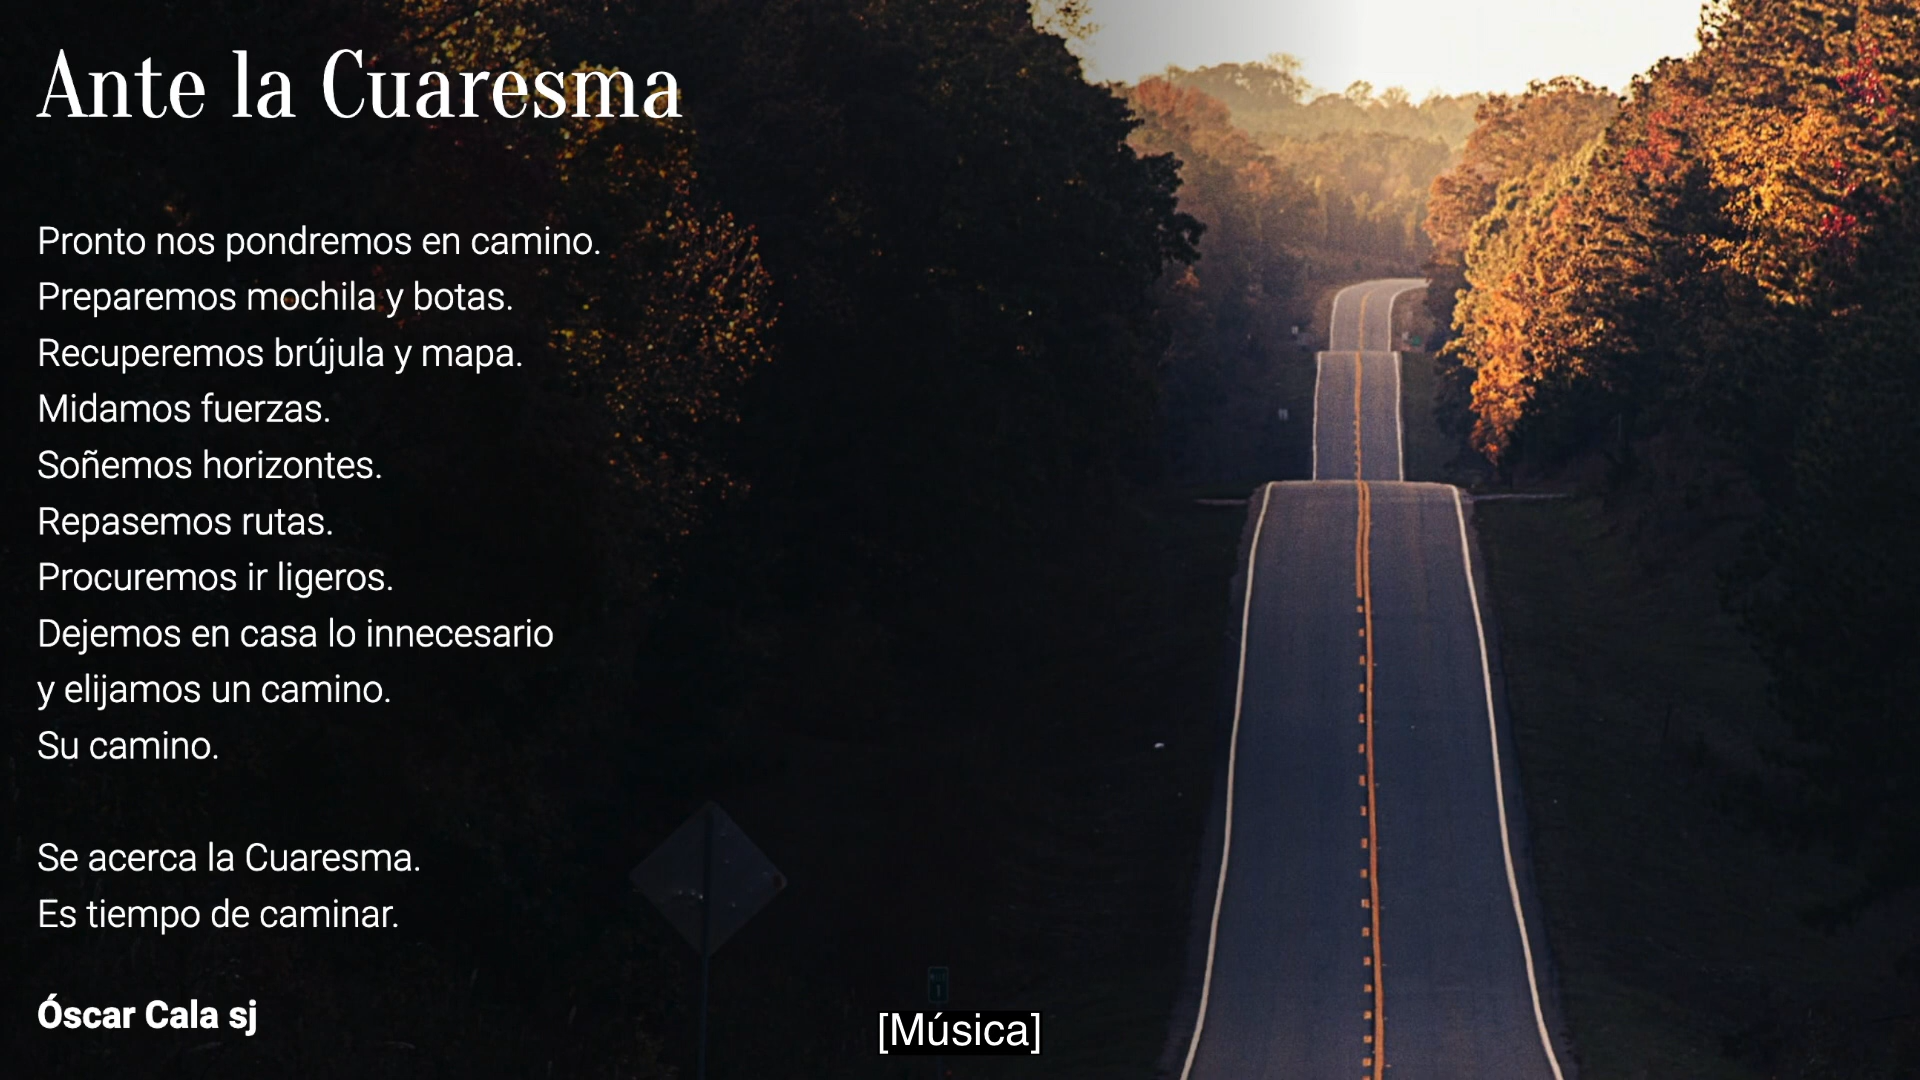 Ante la Cuaresma
Pronto nos pondremos en camino.
Preparemos mochila y botas.
Recuperemos brújula y mapa.
Midamos fuerzas.
Soñemos horizontes.
Repasemos rutas.
Procuremos ir ligeros.
Dejemos en casa lo innecesario
y elijamos un camino.
Su camino.
Se acerca la Cuaresma.
Es tiempo de caminar.
Óscar Cala sj
[Música]